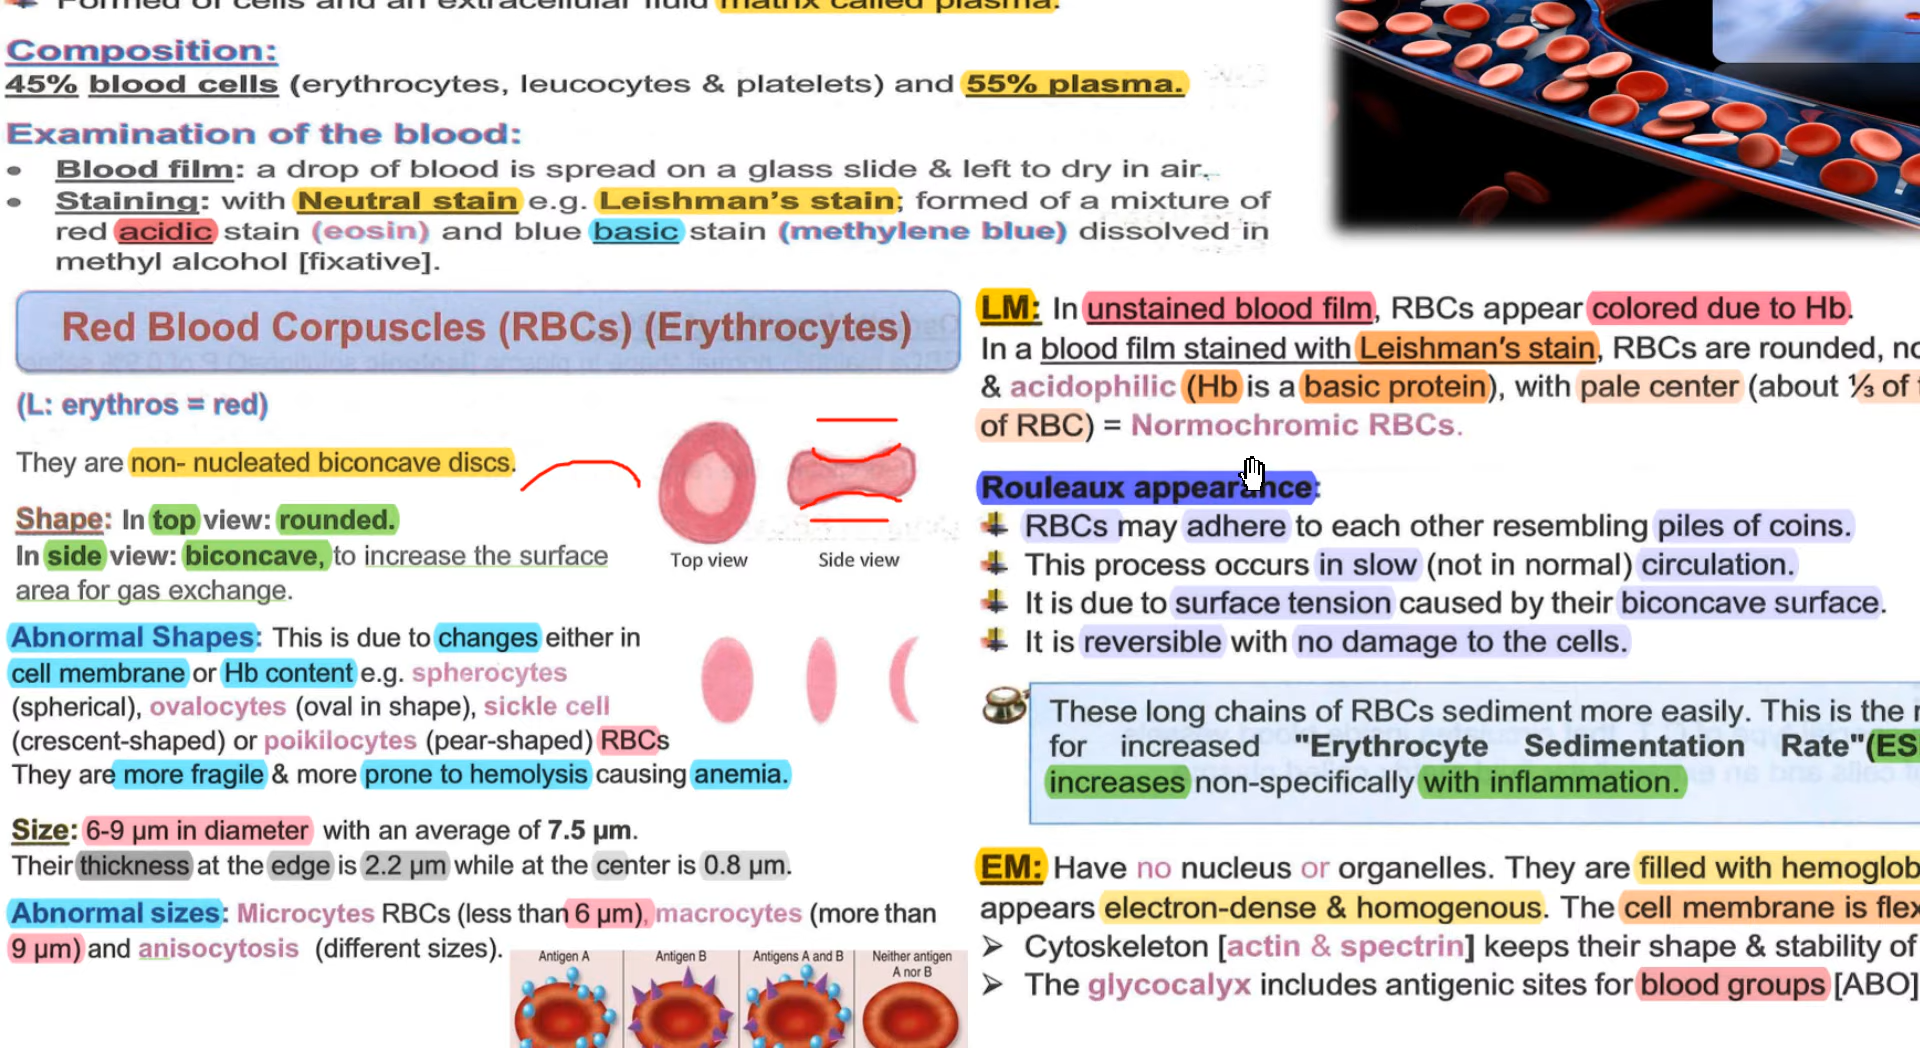 Formed of cells and an extracellular fluid matrix called plasma.
Composition:
45% blood cells (erythrocytes, leucocytes & platelets) and 55% plasma.
Examination of the blood:
• Blood film: a drop of blood is spread on a glass slide & left to dry in air.
• Staining: with Neutral stain e.g. Leishman's stain; formed of a mixture of
red acidic stain (eosin) and blue basic stain (methylene blue) dissolved in
methyl alcohol [fixative].
Red Blood Corpuscles (RBCs) (Erythrocytes)
(L: erythros = red)
They are non- nucleated biconcave discs.
Shape: In top view: rounded.
In side view: biconcave, to increase the surface
area for gas exchange.
Top view
Side view
Abnormal Shapes: This is due to changes either in
cell membrane or Hb content e.g. spherocytes
(spherical), ovalocytes (oval in shape), sickle cell
(crescent-shaped) or poikilocytes (pear-shaped) RBCs
They are more fragile & more prone to hemolysis causing anemia.
Size: 6-9 µm in diameter with an average of 7.5 µm.
Their thickness at the edge is 2.2 µm while at the center is 0.8 µm.
Abnormal sizes: Microcytes RBCs (less than 6 µm), macrocytes (more than
9 µm) and anisocytosis (different sizes).
Antigen A
Antigen B
Antigens A and B
Neither antigen
A nor B
LM: In unstained blood film, RBCs appear colored due to Hb.
In a blood film stained with Leishman's stain, RBCs are rounded, no
& acidophilic (Hb is a basic protein), with pale center (about ⅓ of
of RBC) = Normochromic RBCs.
Rouleaux appearance:
RBCs may adhere to each other resembling piles of coins.
This process occurs in slow (not in normal) circulation.
It is due to surface tension caused by their biconcave surface.
It is reversible with no damage to the cells.
These long chains of RBCs sediment more easily. This is the
for increased "Erythrocyte Sedimentation Rate"(ES
increases non-specifically with inflammation.
EM: Have no nucleus or organelles. They are filled with hemoglob
appears electron-dense & homogenous. The cell membrane is flex
➢ Cytoskeleton [actin & spectrin] keeps their shape & stability of
➢ The glycocalyx includes antigenic sites for blood groups [ABO]